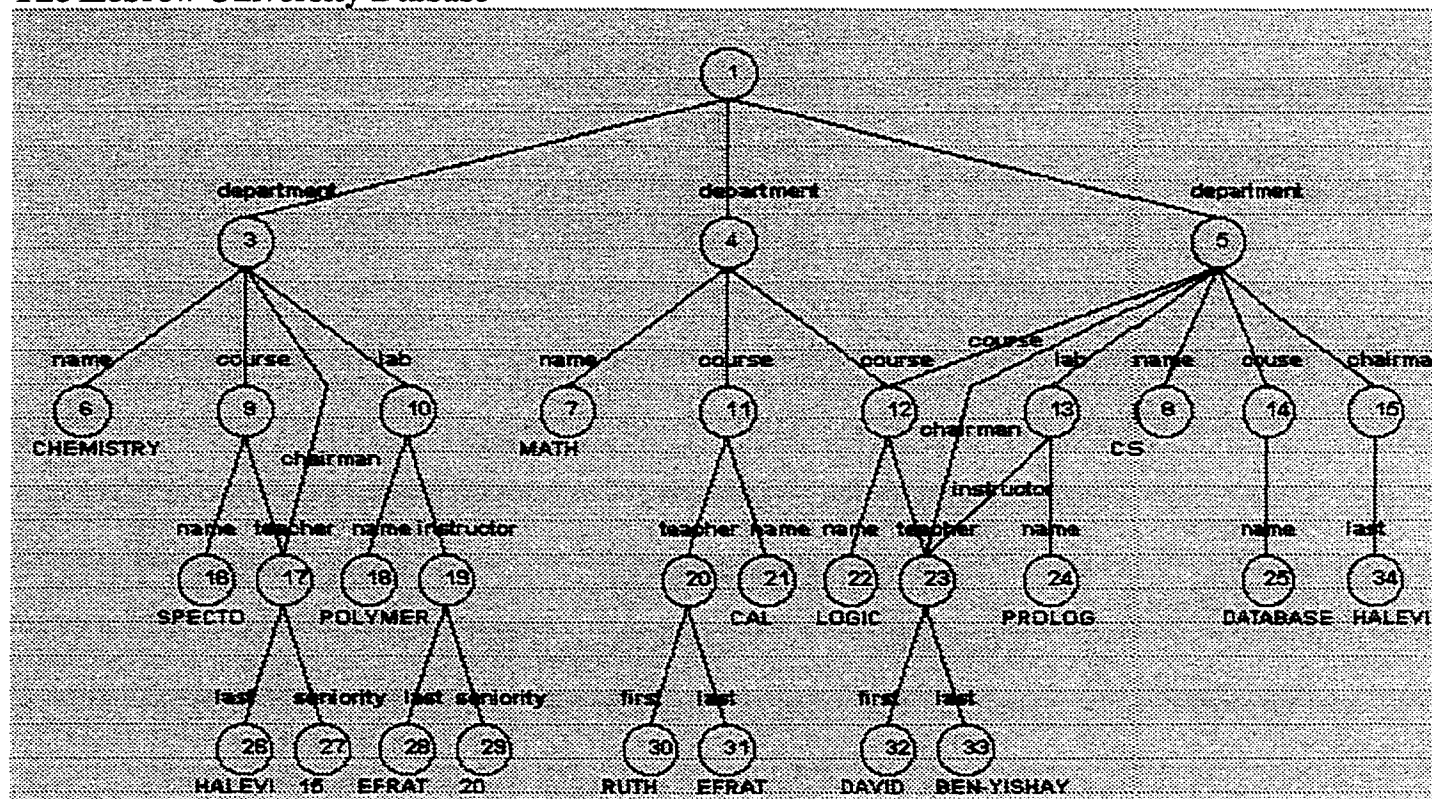 1
department department department
3 4 5
name course lab name course course course lab name couse chairma
6 9 10 7 11 12 13 8 14 15
CHEMISTRY chairman MATH chairman CS
instructor
name teacher name instructor teacher name name teacher name name last
16 17 18 19 20 21 22 23 24 25 34
SPECTO POLYMER CAL LOGIC PROLOG DATABASE HALEVI
last seniority last seniority first last first last
26 27 28 29 30 31 32 33
HALEVI 15 EFRAT 20 RUTH EFRAT DAVID BEN-YISHAY